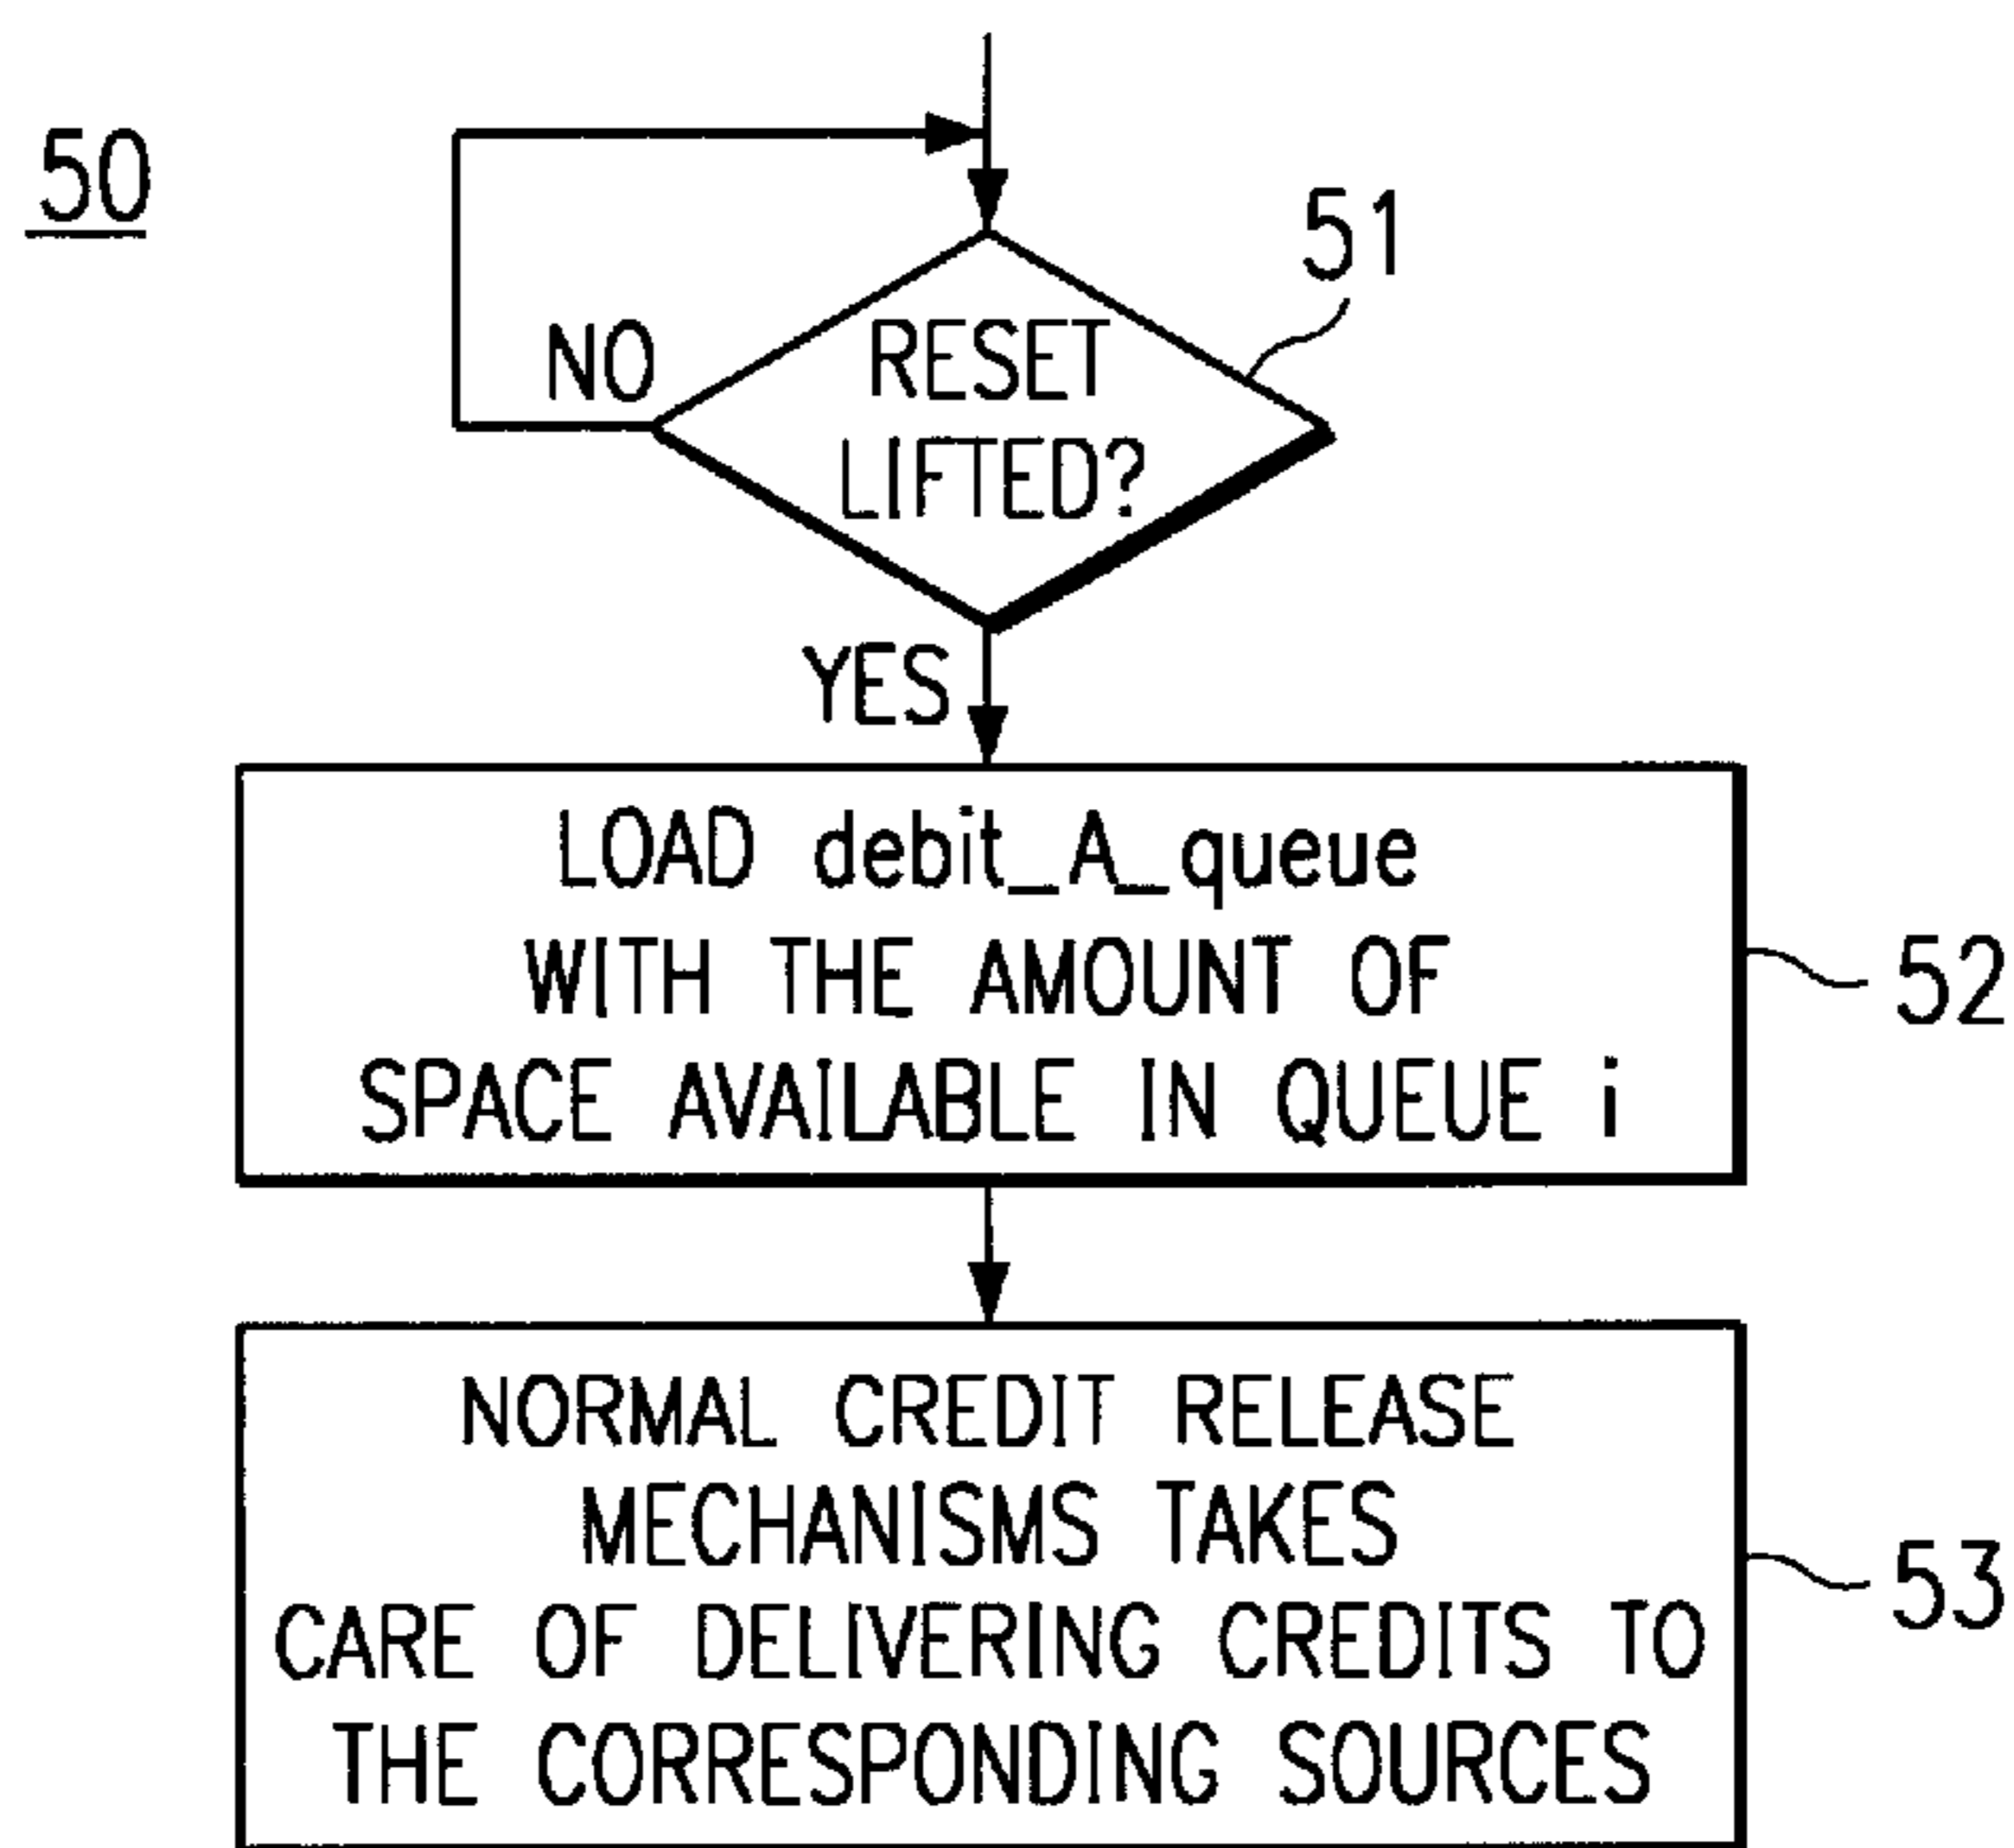 50
51
RESET
LIFTED?
NO
YES
LOAD debit_A_queue
WITH THE AMOUNT OF
SPACE AVAILABLE IN QUEUE i
52
NORMAL CREDIT RELEASE
MECHANISMS TAKES
CARE OF DELIVERING CREDITS TO
THE CORRESPONDING SOURCES
53